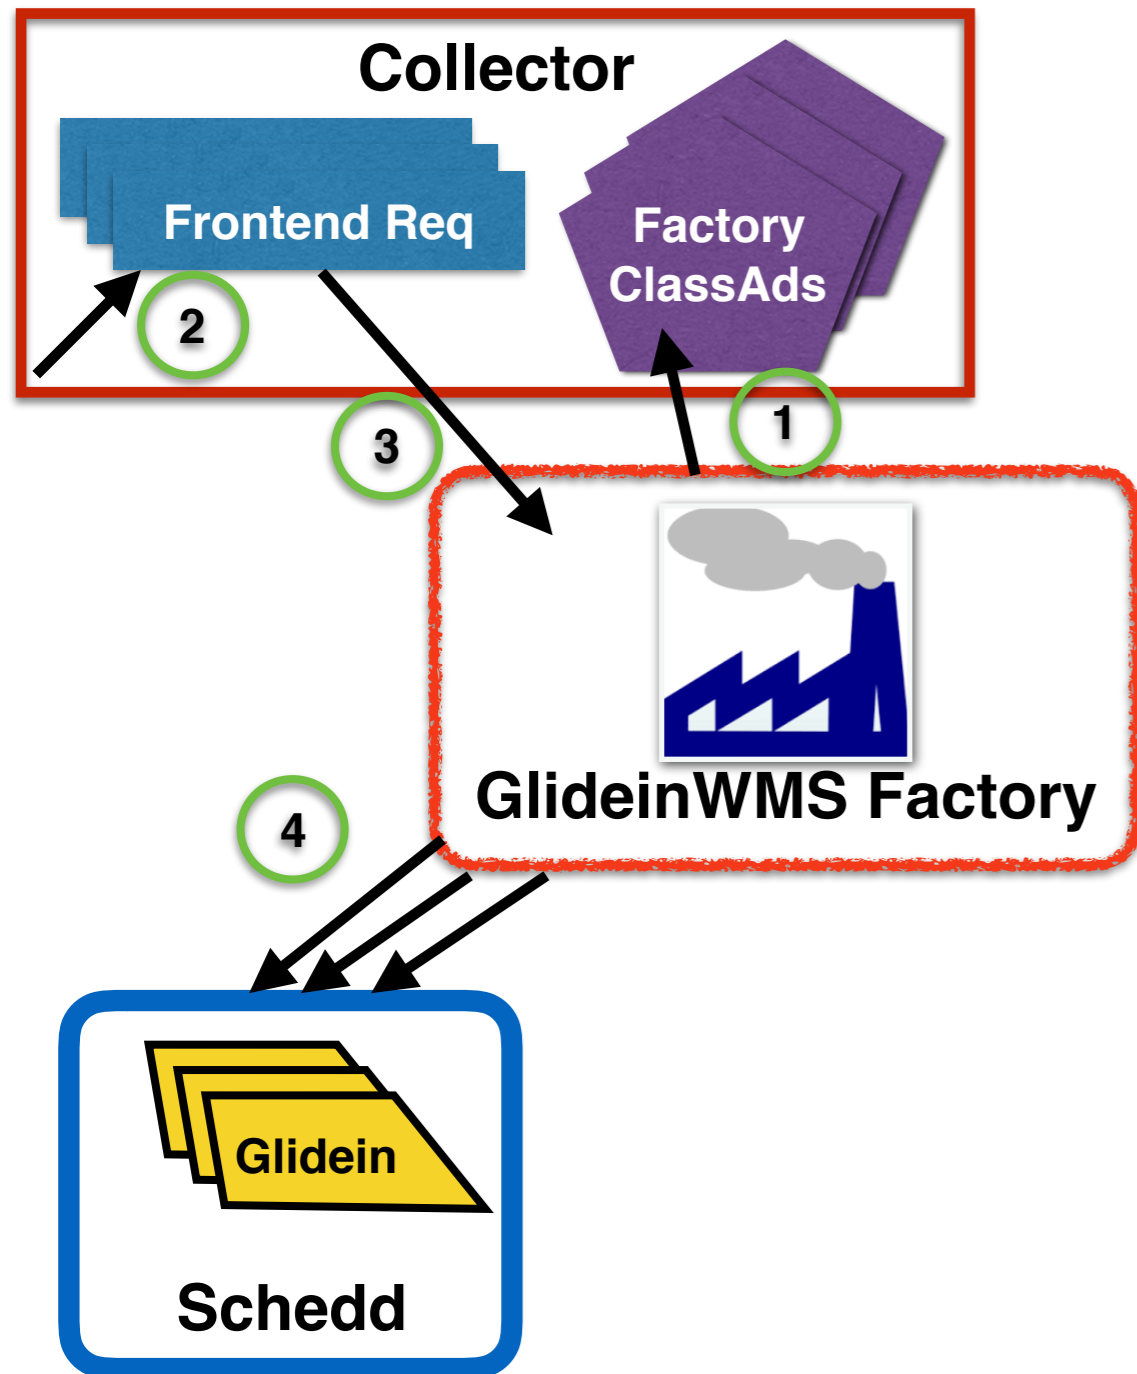 Collector
Frontend Req
Factory
ClassAds
2
1
3
GlideinWMS Factory
4
Glidein
Schedd